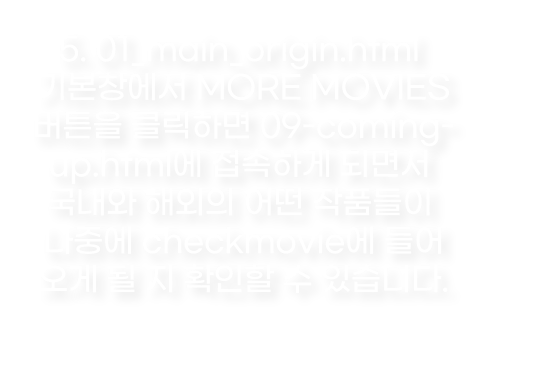 5. 01_main_origin.html
기본창에서 MORE MOVIES
버튼을 클릭하면 09-coming-
up.html에 접속하게 되면서
국내와 해외의 어떤 작품들이
나중에 checkmovie에 들여
오게 될 지 확인할 수 있습니다.